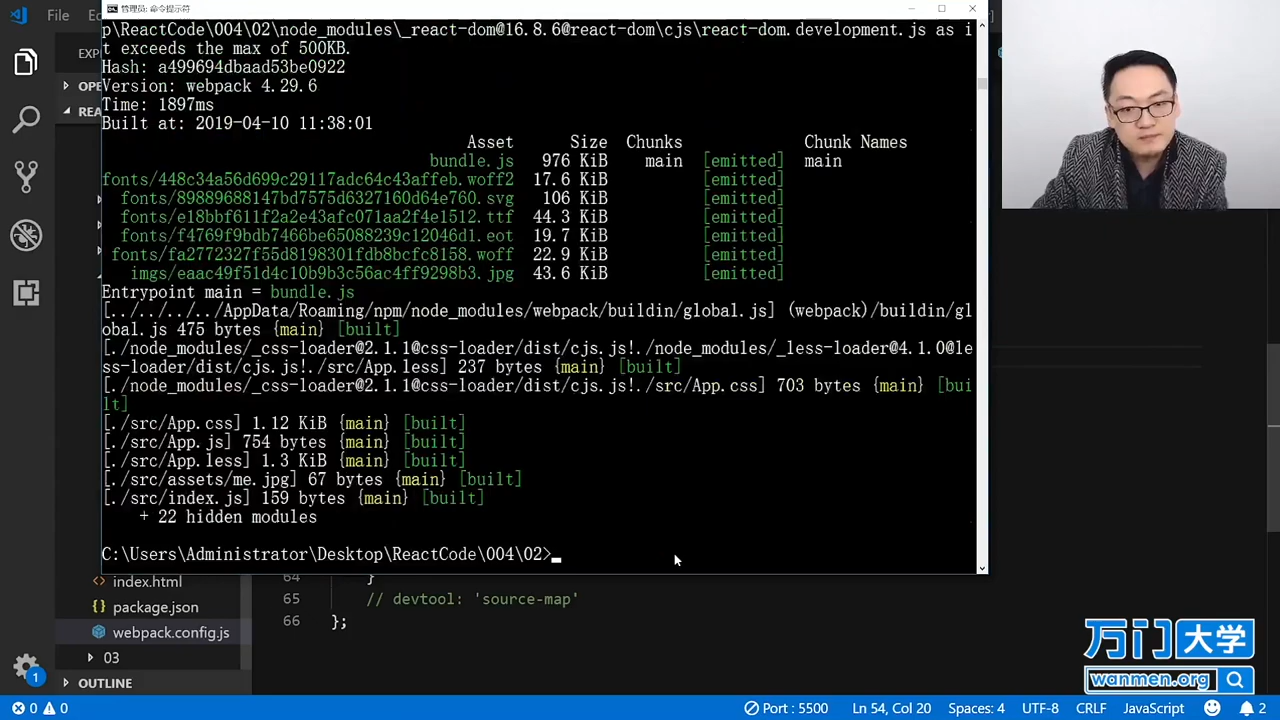 管理员: 命令提示符
File
EXP
OPE
REA
p\ReactCode\004\02\node_modules\_react-dom@16.8.6@react-dom\cjs\react-dom.development.js as i
t exceeds the max of 500KB.
Hash: a499694dbaad53be0922
Version: webpack 4.29.6
Time: 1897ms
Built at: 2019-04-10 11:38:01
Asset Size Chunks Chunk Names
bundle.js 976 KiB main [emitted] main
fonts/448c34a56d699c29117adc64c43affeb.woff2 17.6 KiB [emitted]
fonts/89889688147bd7575d6327160d64e760.svg 106 KiB [emitted]
fonts/e18bbf611f2a2e43afc071aa2f4e1512.ttf 44.3 KiB [emitted]
fonts/f4769f9bdb7466be65088239c12046d1.eot 19.7 KiB [emitted]
fonts/fa2772327f55d8198301fdb8bcfc8158.woff 22.9 KiB [emitted]
imgs/eaac49f51d4c10b9b3c56ac4ff9298b3.jpg 43.6 KiB [emitted]
Entrypoint main = bundle.js
[../../../../AppData/Roaming/npm/node_modules/webpack/buildin/global.js] (webpack)/buildin/gl
obal.js 475 bytes {main} [built]
[./node_modules/_css-loader@2.1.1@css-loader/dist/cjs.js!./node_modules/_less-loader@4.1.0@le
ss-loader/dist/cjs.js!./src/App.less] 237 bytes {main} [built]
[./node_modules/_css-loader@2.1.1@css-loader/dist/cjs.js!./src/App.css] 703 bytes {main} [bui
lt]
[./src/App.css] 1.12 KiB {main} [built]
[./src/App.js] 754 bytes {main} [built]
[./src/App.less] 1.3 KiB {main} [built]
[./src/assets/me.jpg] 67 bytes {main} [built]
[./src/index.js] 159 bytes {main} [built]
+ 22 hidden modules
C:\Users\Administrator\Desktop\ReactCode\004\02>
index.html
package.json
webpack.config.js
03
OUTLINE
64 }
65 // devtool: 'source-map'
66 };
万门大学
wanmen.org
1
0 0
Port : 5500
Ln 54, Col 20
Spaces: 4
UTF-8
CRLF
JavaScript
2